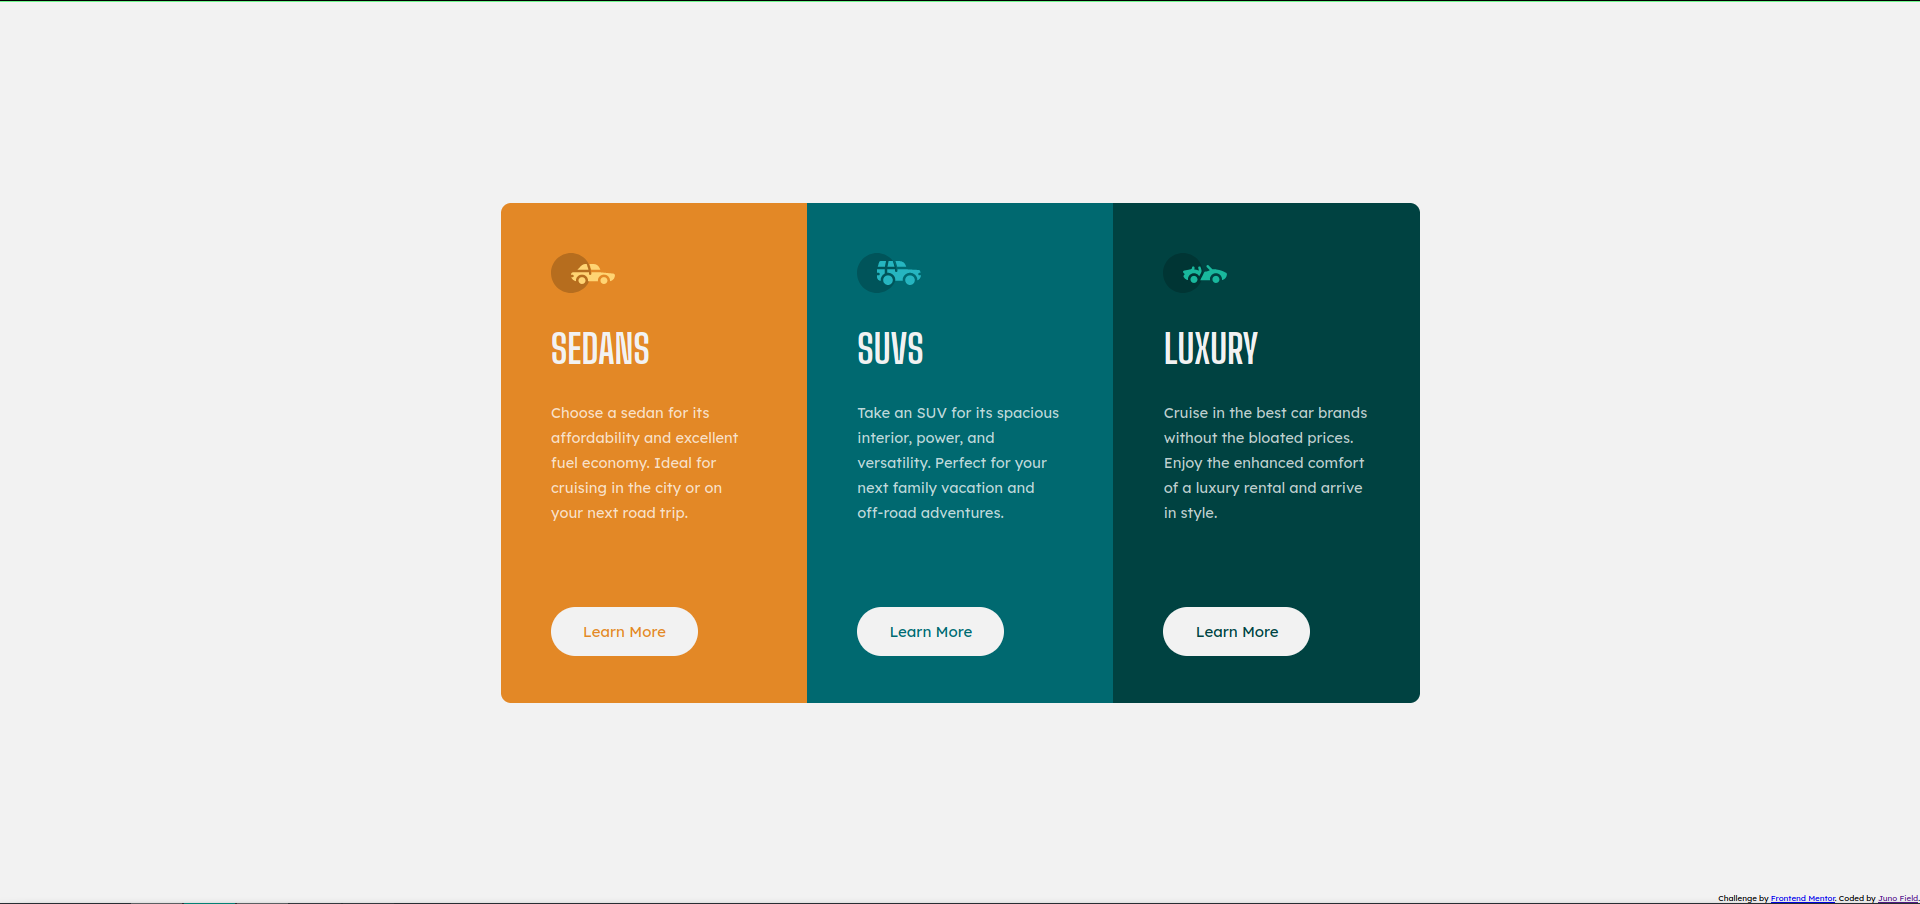 SEDANS
Choose a sedan for its
affordability and excellent
fuel economy. Ideal for
cruising in the city or on
your next road trip.
Learn More
SUVS
Take an SUV for its spacious
interior, power, and
versatility. Perfect for your
next family vacation and
off-road adventures.
Learn More
LUXURY
Cruise in the best car brands
without the bloated prices.
Enjoy the enhanced comfort
of a luxury rental and arrive
in style.
Learn More
Challenge by Frontend Mentor. Coded by Juno Field.